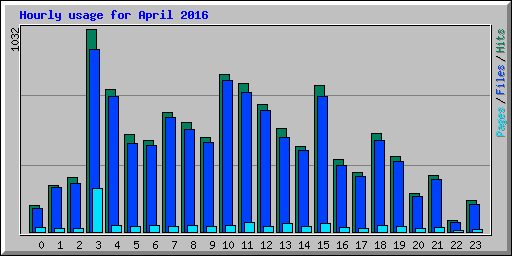 Hourly usage for April 2016
1032
Pages/Files/Hits
0 1 2 3 4 5 6 7 8 9 10 11 12 13 14 15 16 17 18 19 20 21 22 23